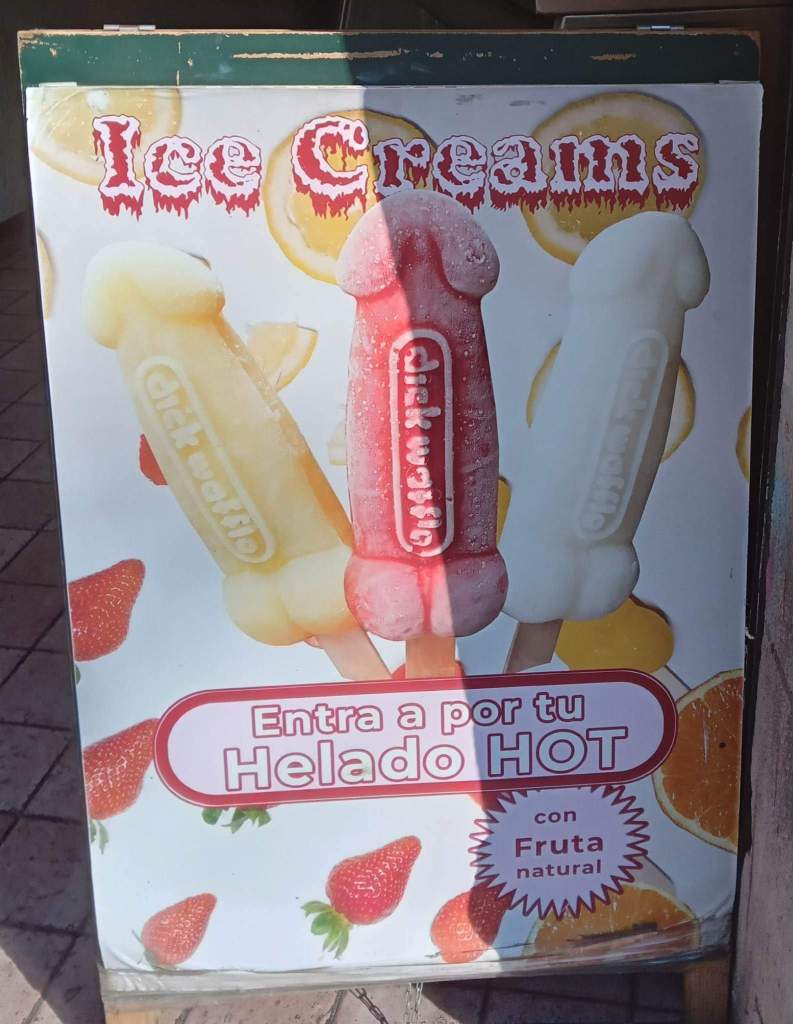 Ice Creams
dick waffle
dick waffle
dick waffle
Entra a por tu
Helado HOT
con
Fruta
natural